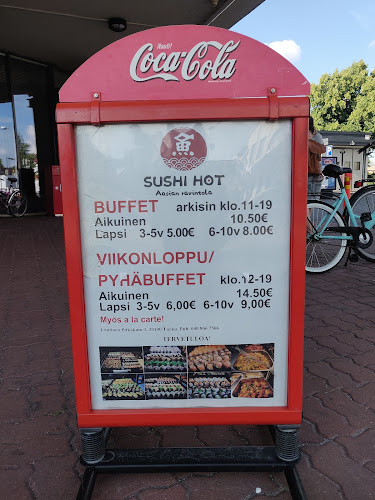 Nauti!
Coca-Cola
魚
SUSHI HOT
Aasian ravintola
BUFFET arkisin klo.11-19
Aikuinen 10.50€
Lapsi 3-5v 5.00€ 6-10v 8.00€
VIIKONLOPPU/
PYHÄBUFFET klo.12-19
Aikuinen 14.50€
Lapsi 3-5v 6,00€ 6-10v 9,00€
Myös a la carte!
TERVETULOA!